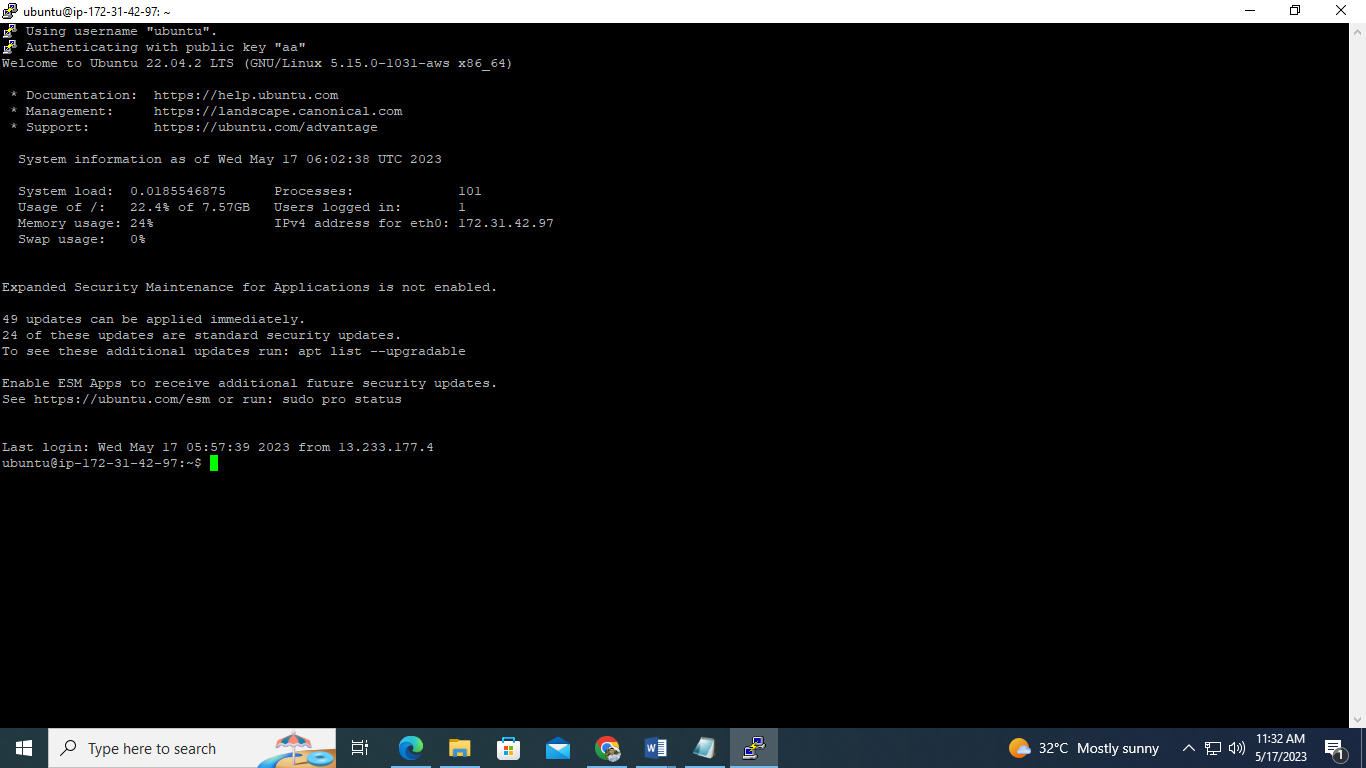 ubuntu@ip-172-31-42-97: ~
Using username "ubuntu".
Authenticating with public key "aa"
Welcome to Ubuntu 22.04.2 LTS (GNU/Linux 5.15.0-1031-aws x86_64)
* Documentation:  https://help.ubuntu.com
* Management:     https://landscape.canonical.com
* Support:        https://ubuntu.com/advantage
System information as of Wed May 17 06:02:38 UTC 2023
System load:  0.0185546875      Processes:             101
Usage of /:   22.4% of 7.57GB   Users logged in:       1
Memory usage: 24%               IPv4 address for eth0: 172.31.42.97
Swap usage:   0%
Expanded Security Maintenance for Applications is not enabled.
49 updates can be applied immediately.
24 of these updates are standard security updates.
To see these additional updates run: apt list --upgradable
Enable ESM Apps to receive additional future security updates.
See https://ubuntu.com/esm or run: sudo pro status
Last login: Wed May 17 05:57:39 2023 from 13.233.177.4
ubuntu@ip-172-31-42-97:~$
Type here to search
32°C Mostly sunny
11:32 AM
5/17/2023
1